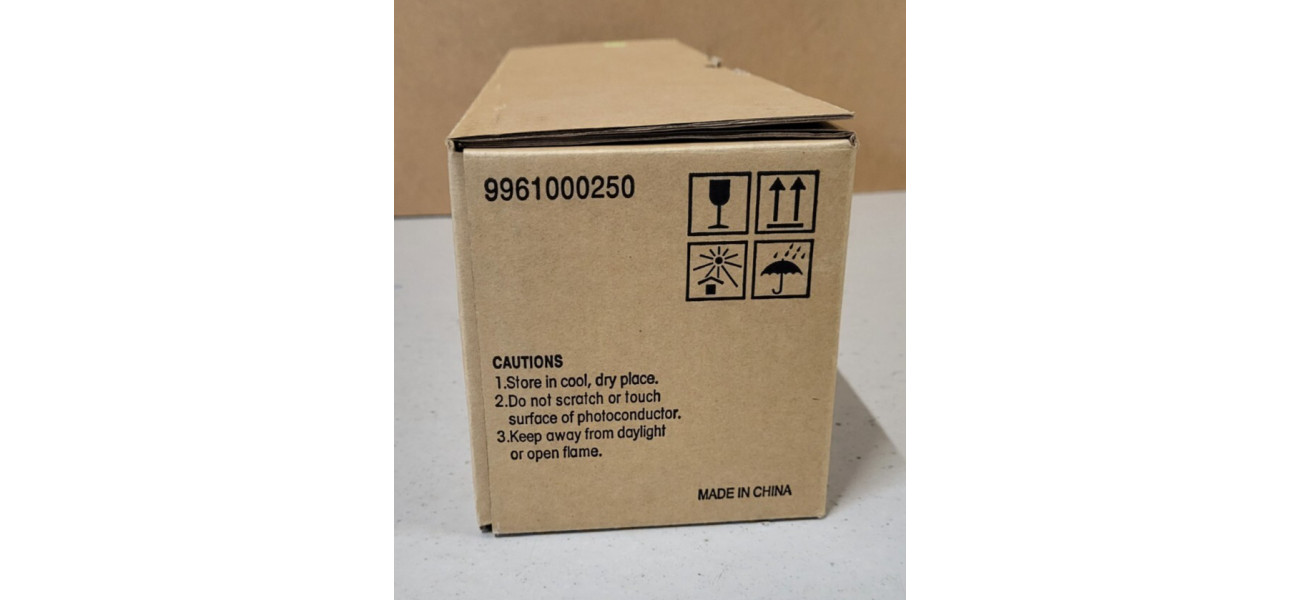 9961000250
CAUTIONS
1.Store in cool, dry place.
2.Do not scratch or touch
surface of photoconductor.
3.Keep away from daylight
or open flame.
MADE IN CHINA